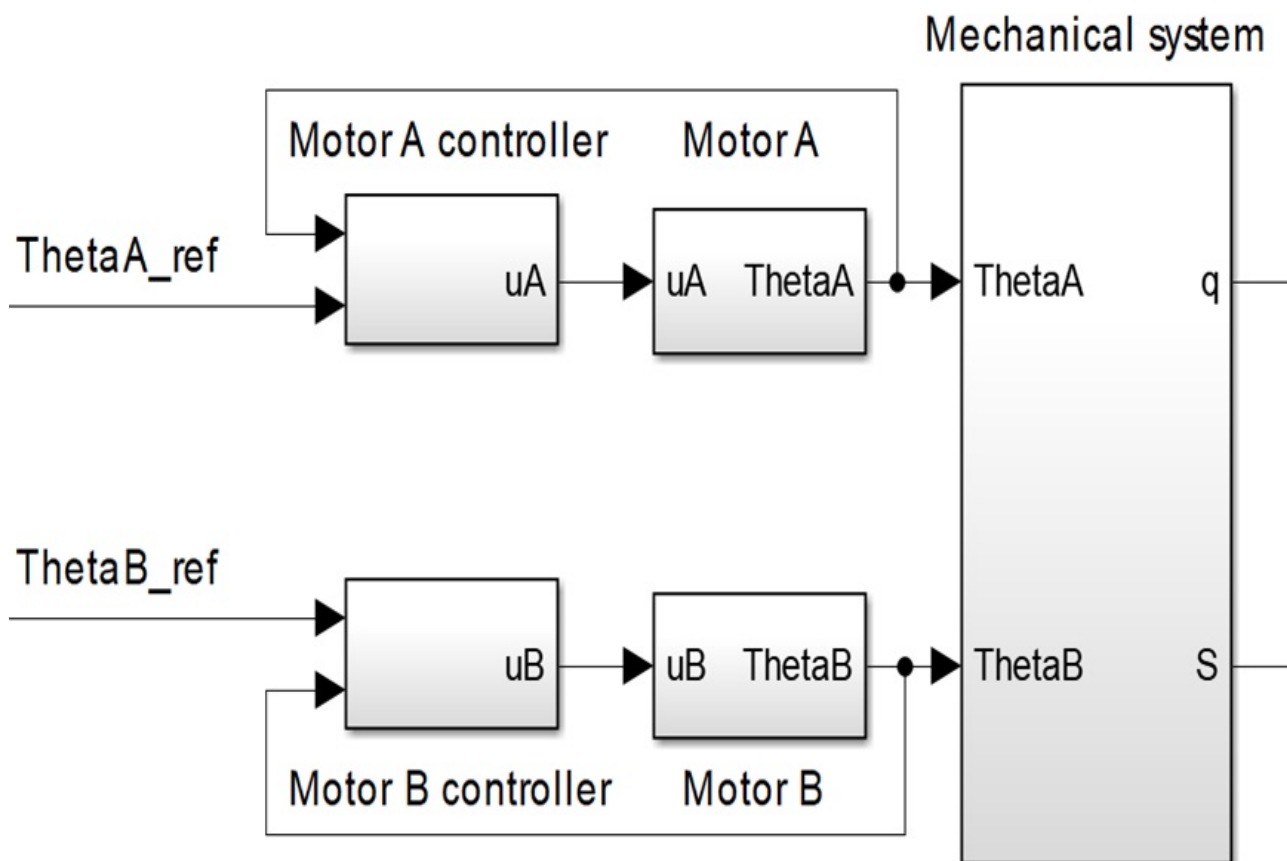 Mechanical system
Motor A controller
Motor A
ThetaA_ref
uA
uA
ThetaA
ThetaA
q
ThetaB_ref
uB
uB
ThetaB
ThetaB
S
Motor B controller
Motor B